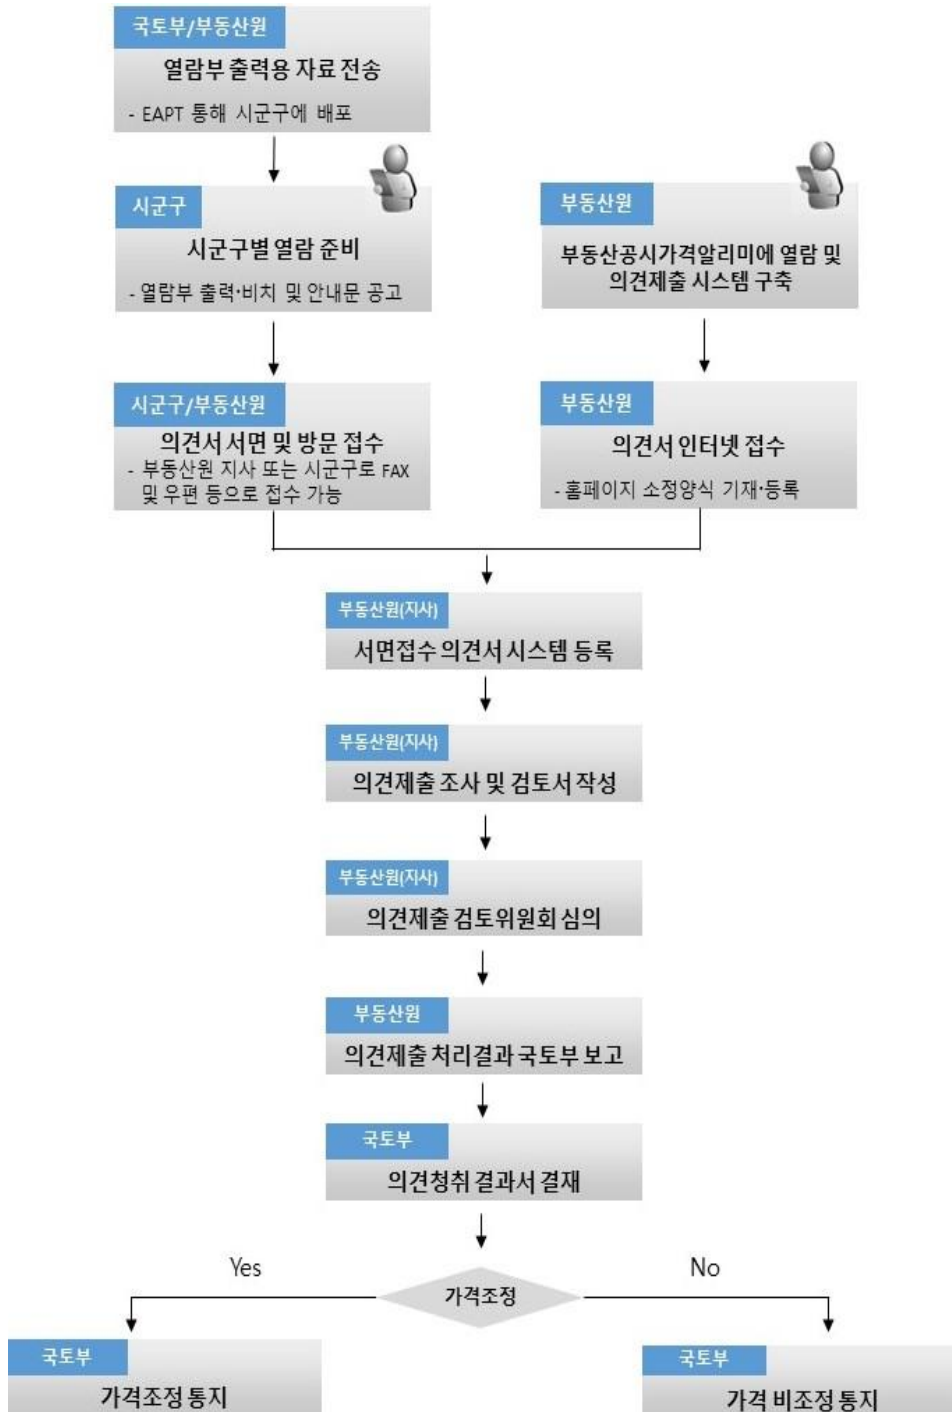 국토부/부동산원
열람부 출력용 자료 전송
- EAPT 통해 시군구에 배포
시군구
시군구별 열람 준비
- 열람부 출력·비치 및 안내문 공고
부동산원
부동산공시가격알리미에 열람 및
의견제출 시스템 구축
시군구/부동산원
의견서 서면 및 방문 접수
- 부동산원 지사 또는 시군구로 FAX
및 우편 등으로 접수 가능
부동산원
의견서 인터넷 접수
- 홈페이지 소정양식 기재·등록
부동산원(지사)
서면접수 의견서 시스템 등록
부동산원(지사)
의견제출 조사 및 검토서 작성
부동산원(지사)
의견제출 검토위원회 심의
부동산원
의견제출 처리결과 국토부 보고
국토부
의견청취 결과서 결재
Yes
No
가격조정
국토부
가격조정 통지
국토부
가격 비조정 통지